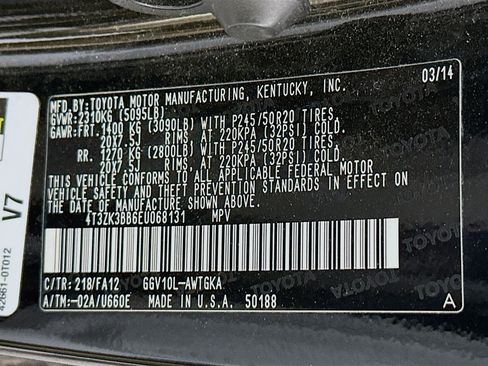 MFD. BY: TOYOTA MOTOR MANUFACTURING, KENTUCKY, INC. 03/14
GVWR: 2310KG (5095LB)
GAWR: FRT. 1400 KG (3090LB) WITH P245/50R20 TIRES,
20X7.5J RIMS, AT 220KPA (32PSI) COLD.
RR. 1270 KG (2800LB) WITH P245/50R20 TIRES,
20X7.5J RIMS, AT 220KPA (32PSI) COLD.
THIS VEHICLE CONFORMS TO ALL APPLICABLE FEDERAL MOTOR
VEHICLE SAFETY AND BUMPER STANDARDS IN EFFECT ON
THE DATE OF MANUFACTURE SHOWN ABOVE.
4T3ZK3BB6EU068131 MPV
C/TR: 218/FA12 GGV10L-AWTGKA
A/TM:-02A/U660E MADE IN U.S.A. 50188 A
V7
42661-0T012
TOYOTA